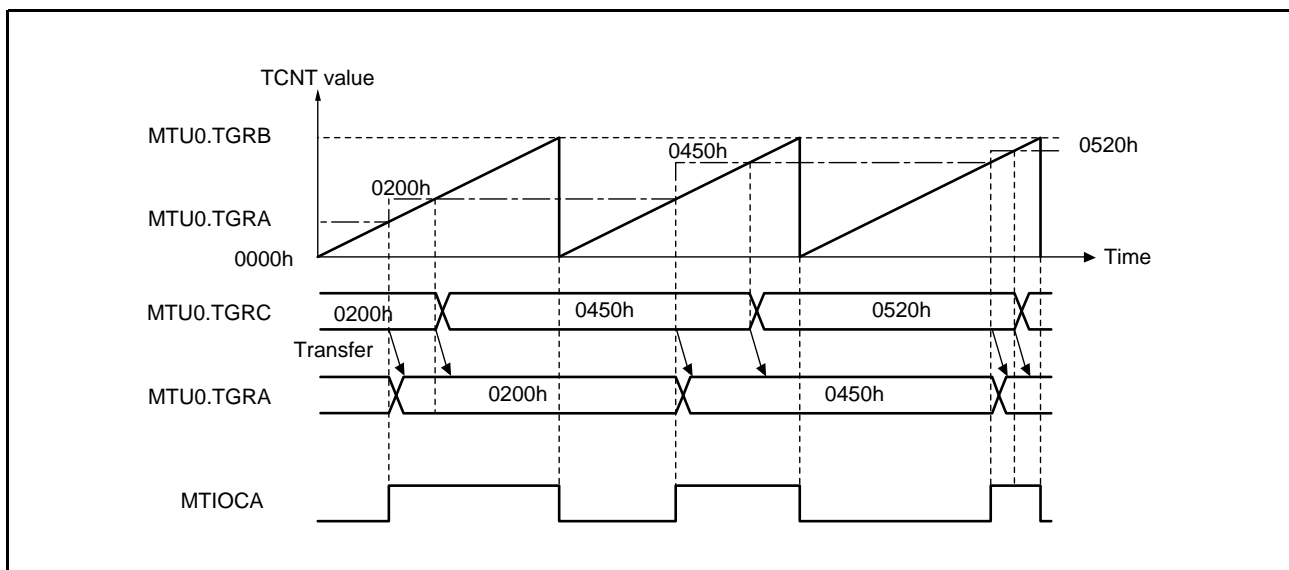 TCNT value
MTU0.TGRB
0520h
0450h
0200h
MTU0.TGRA
0000h
Time
MTU0.TGRC
0200h
0450h
0520h
Transfer
MTU0.TGRA
0200h
0450h
MTIOCA